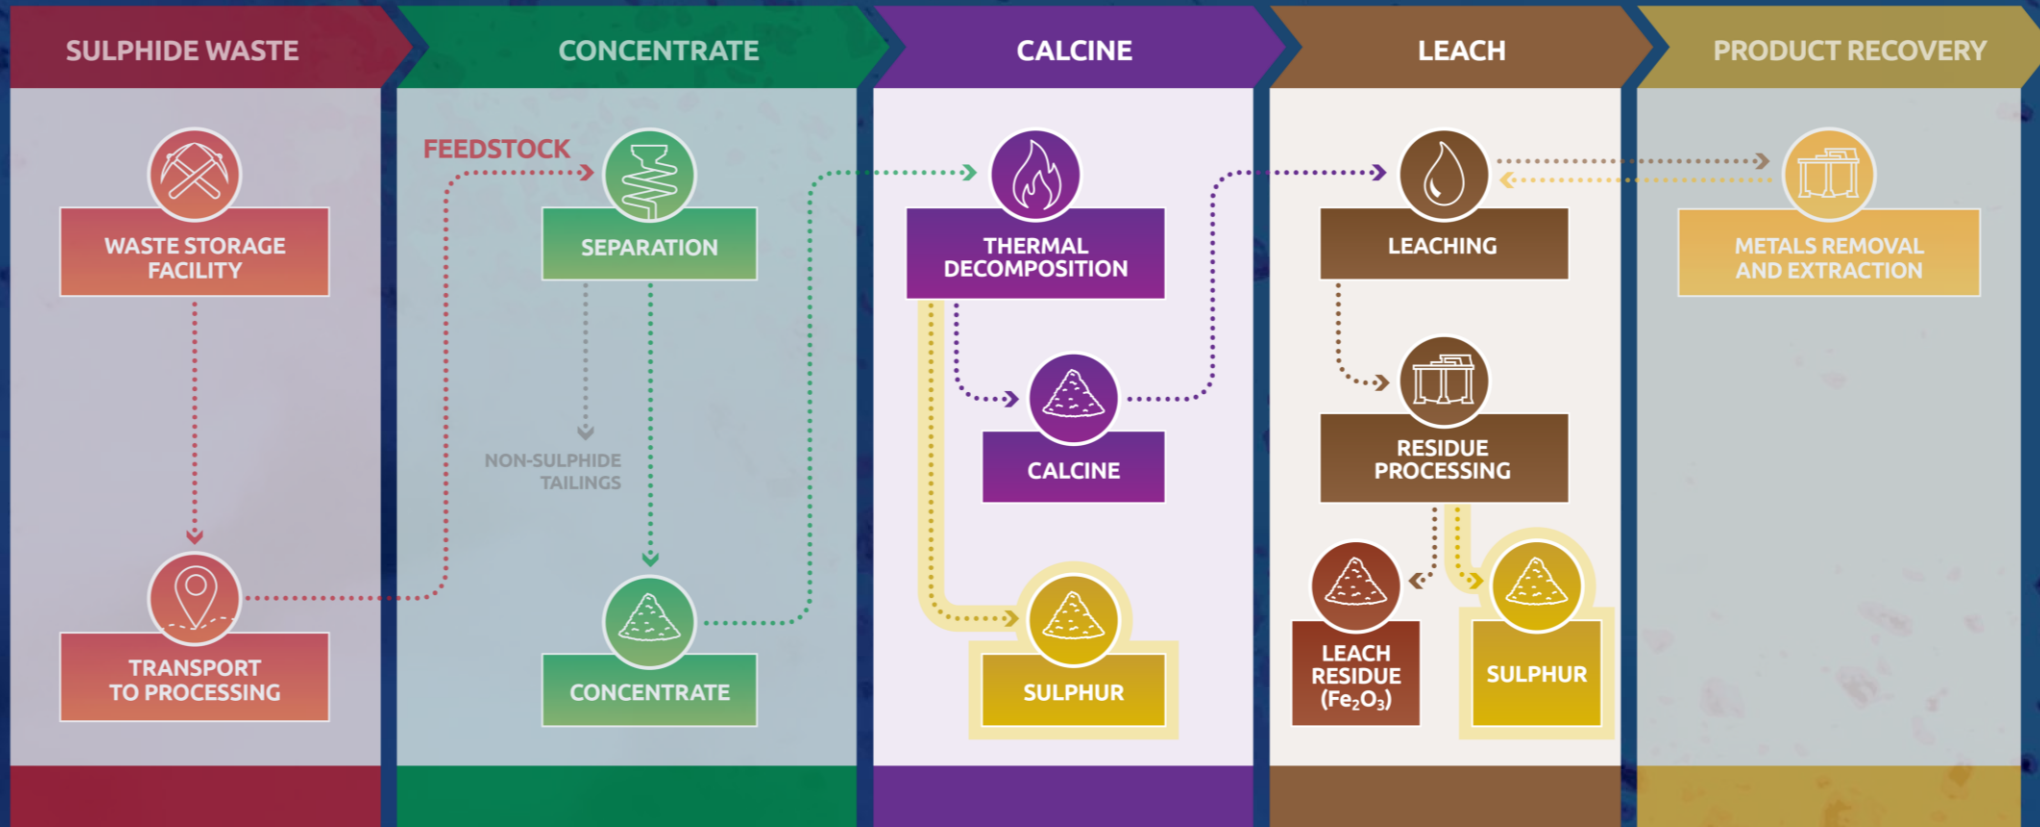 SULPHIDE WASTE
CONCENTRATE
CALCINE
LEACH
PRODUCT RECOVERY
WASTE STORAGE
FACILITY
TRANSPORT
TO PROCESSING
FEEDSTOCK
SEPARATION
NON-SULPHIDE
TAILINGS
CONCENTRATE
THERMAL
DECOMPOSITION
CALCINE
SULPHUR
LEACHING
RESIDUE
PROCESSING
LEACH
RESIDUE
(Fe₂O₃)
SULPHUR
METALS REMOVAL
AND EXTRACTION